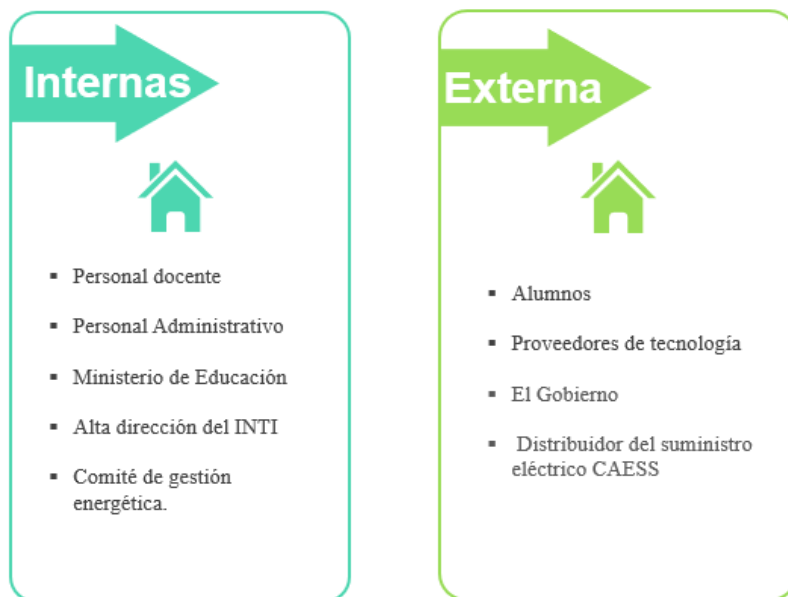 Internas
▪ Personal docente
▪ Personal Administrativo
▪ Ministerio de Educación
▪ Alta dirección del INTI
▪ Comité de gestión
energética.
Externa
▪ Alumnos
▪ Proveedores de tecnología
▪ El Gobierno
▪ Distribuidor del suministro
eléctrico CAESS